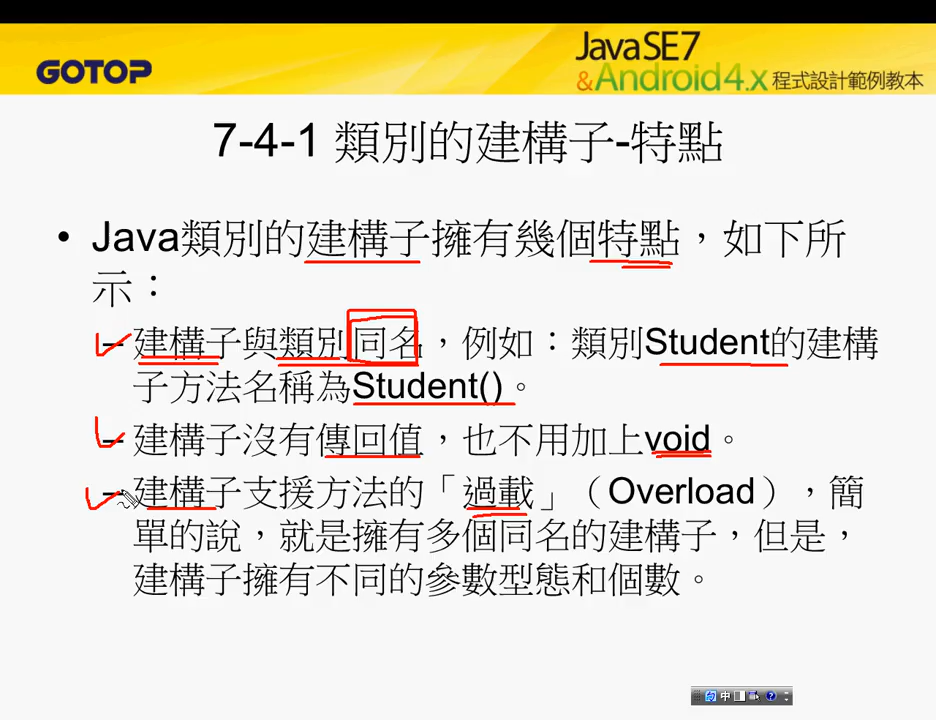 GOTOP
JavaSE7
&Android4.x 程式設計範例教本
7-4-1 類別的建構子-特點
• Java類別的建構子擁有幾個特點，如下所
示：
– 建構子與類別同名，例如：類別Student的建構
子方法名稱為Student()。
– 建構子沒有傳回值，也不用加上void。
– 建構子支援方法的「過載」（Overload），簡
單的說，就是擁有多個同名的建構子，但是，
建構子擁有不同的參數型態和個數。
中